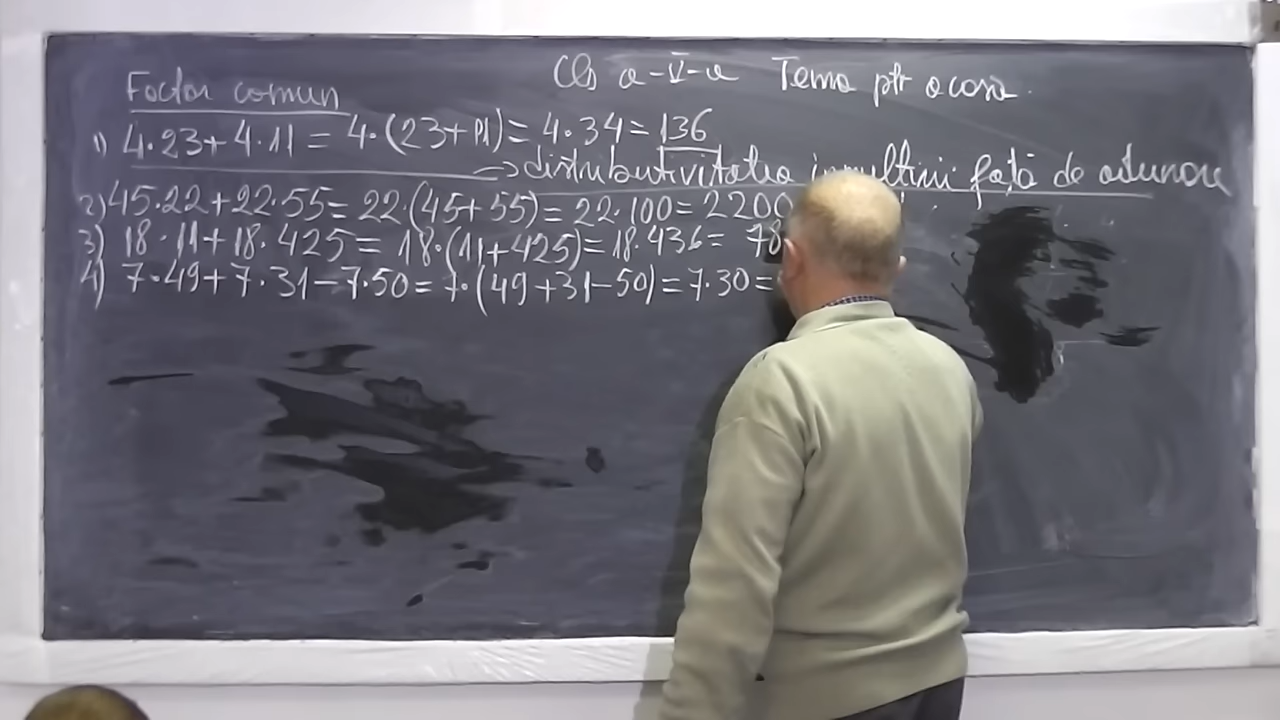 Cls a-V-a Tema ptr acasa
Factor comun
1) 4·23+4·11 = 4·(23+11) = 4·34 = 136
→ distributivitatea inmultirii față de adunare
2) 45·22+22·55 = 22·(45+55) = 22·100 = 2200
3) 18·11+18·425 = 18·(11+425) = 18·436 = 78
4) 7·49+7·31-7·50 = 7·(49+31-50) = 7·30 =